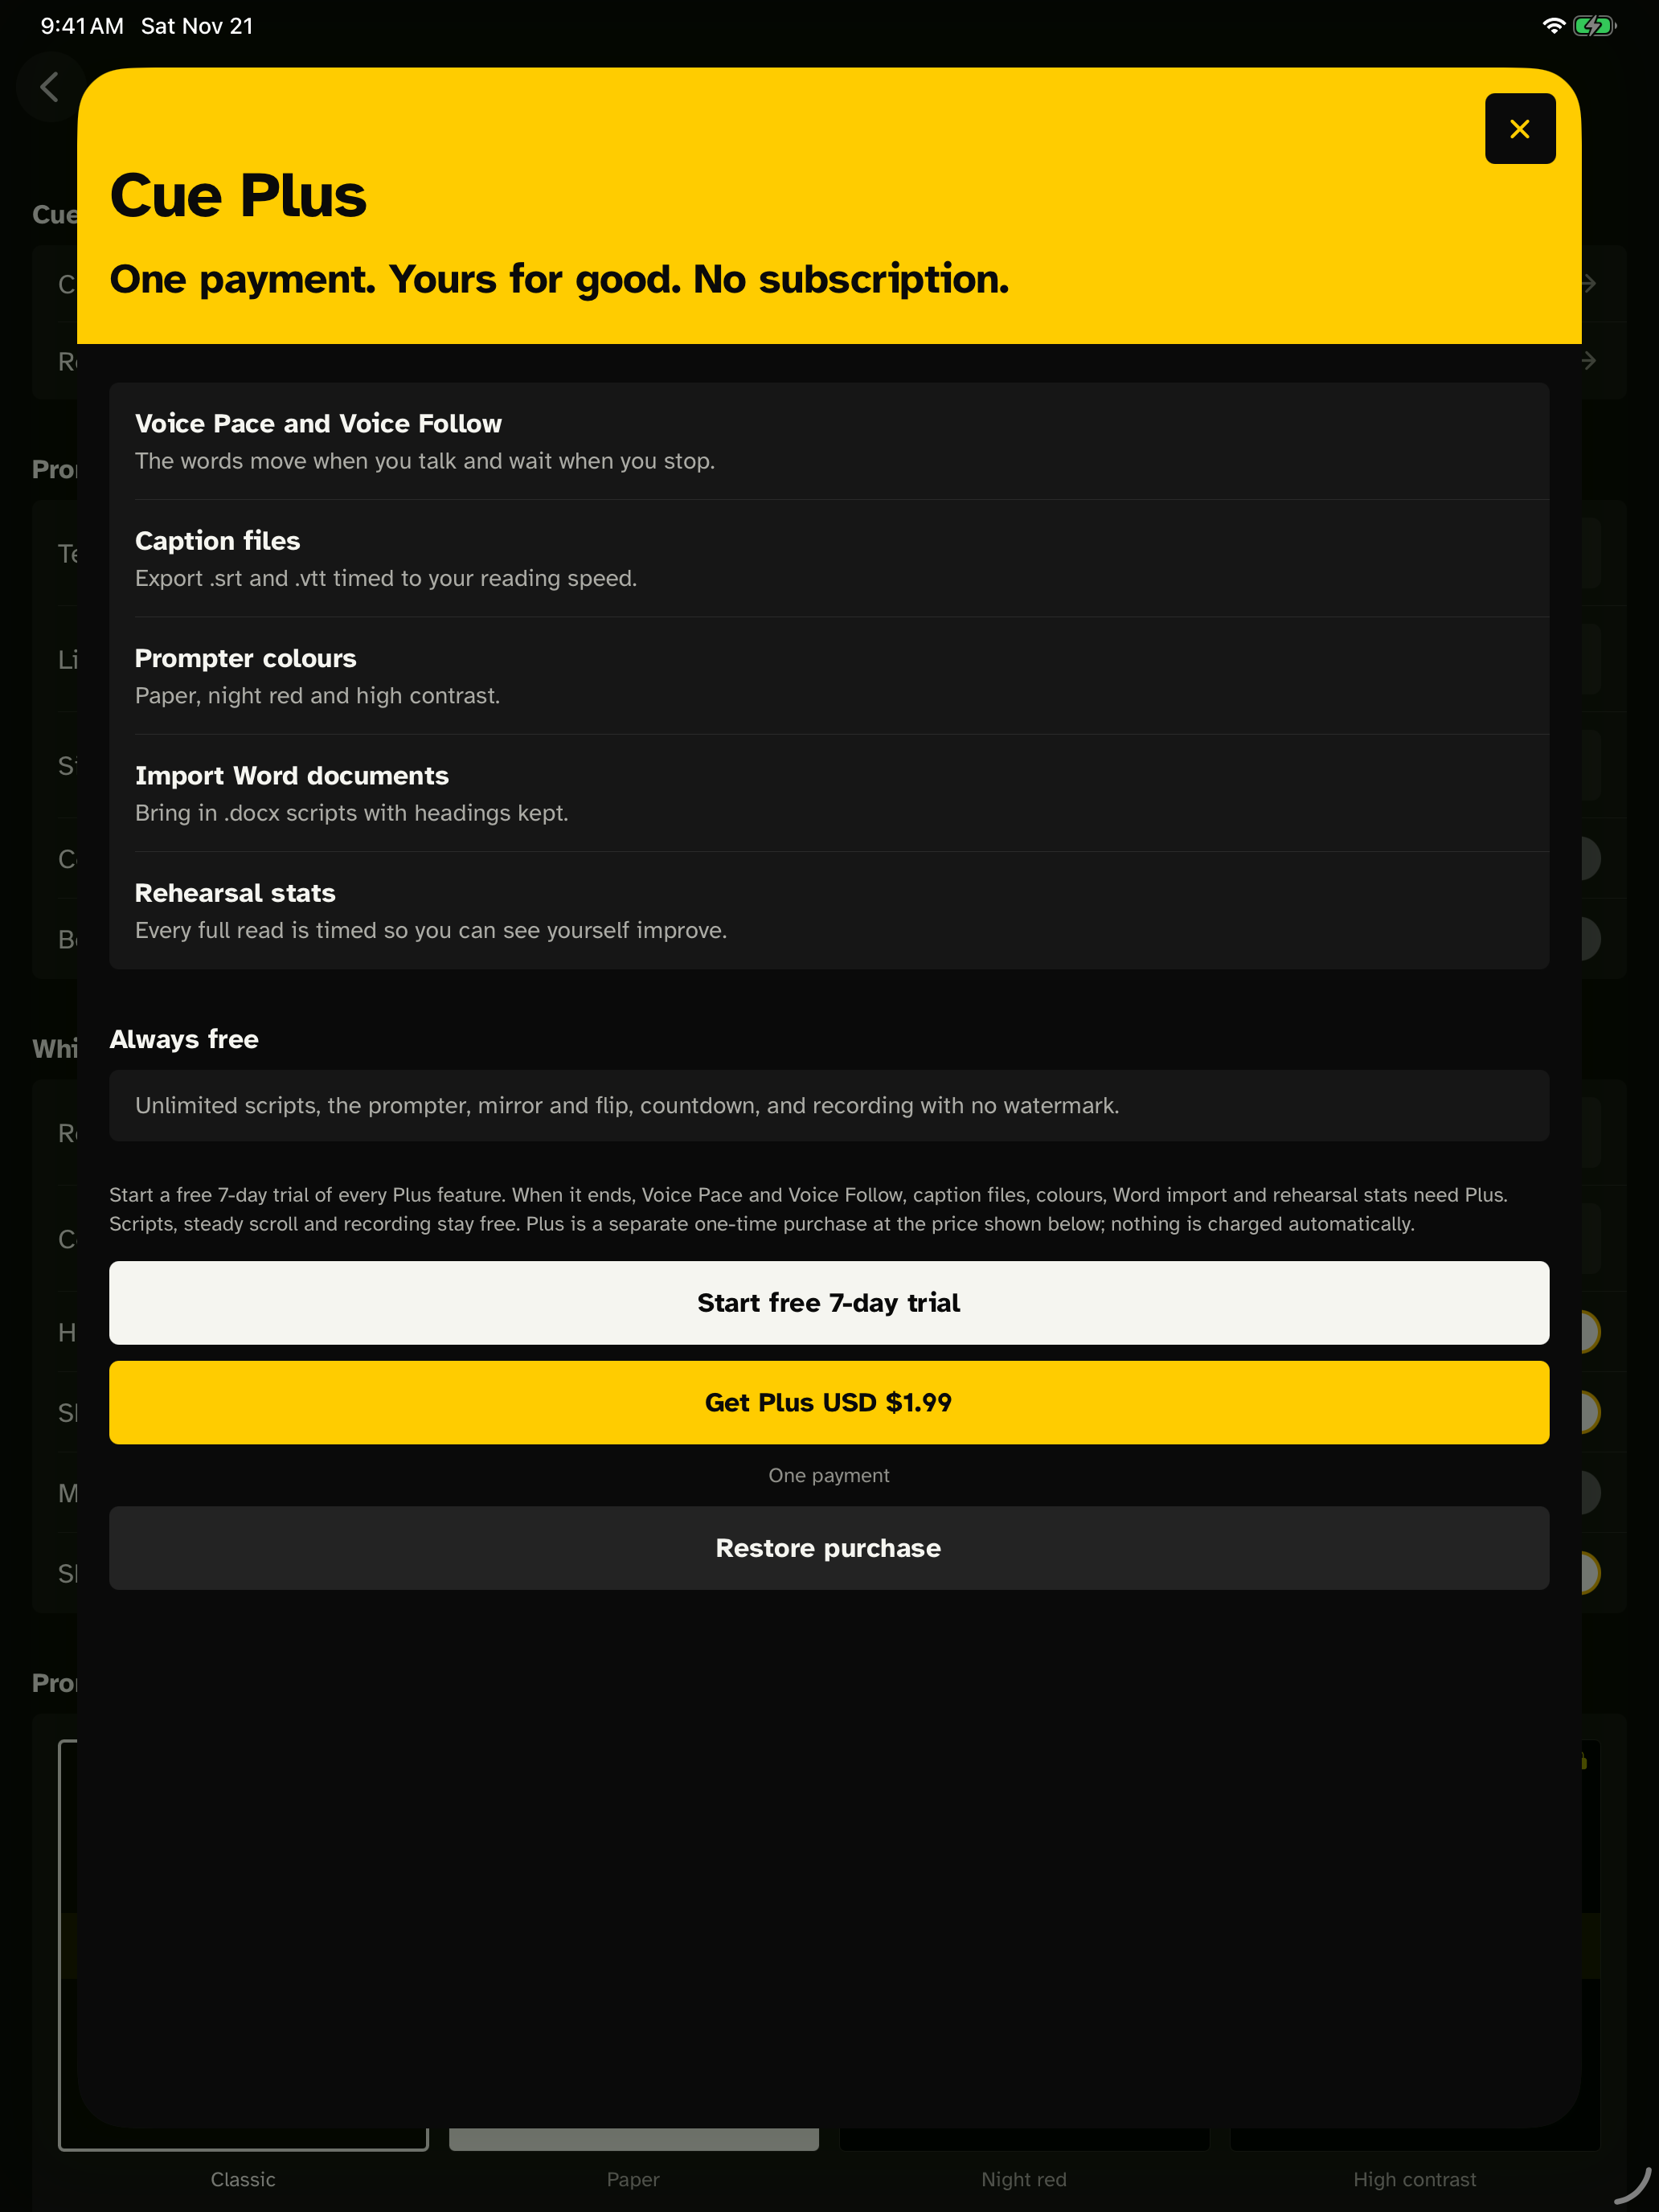 9:41 AM Sat Nov 21
Cue Plus
One payment. Yours for good. No subscription.
Voice Pace and Voice Follow
The words move when you talk and wait when you stop.
Caption files
Export .srt and .vtt timed to your reading speed.
Prompter colours
Paper, night red and high contrast.
Import Word documents
Bring in .docx scripts with headings kept.
Rehearsal stats
Every full read is timed so you can see yourself improve.
Always free
Unlimited scripts, the prompter, mirror and flip, countdown, and recording with no watermark.
Start a free 7-day trial of every Plus feature. When it ends, Voice Pace and Voice Follow, caption files, colours, Word import and rehearsal stats need Plus.
Scripts, steady scroll and recording stay free. Plus is a separate one-time purchase at the price shown below; nothing is charged automatically.
Start free 7-day trial
Get Plus USD $1.99
One payment
Restore purchase
Classic
Paper
Night red
High contrast